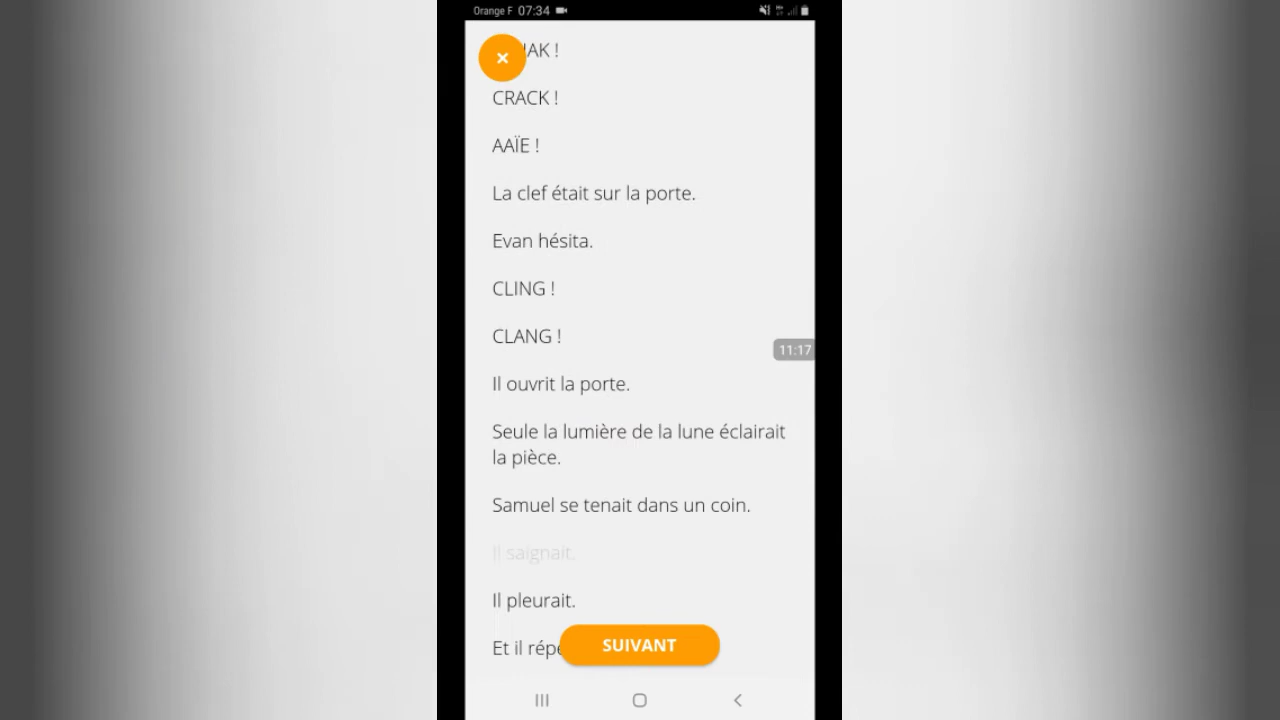 Orange F 07:34
CRACK !
AAÏE !
La clef était sur la porte.
Evan hésita.
CLING !
CLANG !
11:17
Il ouvrit la porte.
Seule la lumière de la lune éclairait
la pièce.
Samuel se tenait dans un coin.
Il saignait.
Il pleurait.
Et il
SUIVANT